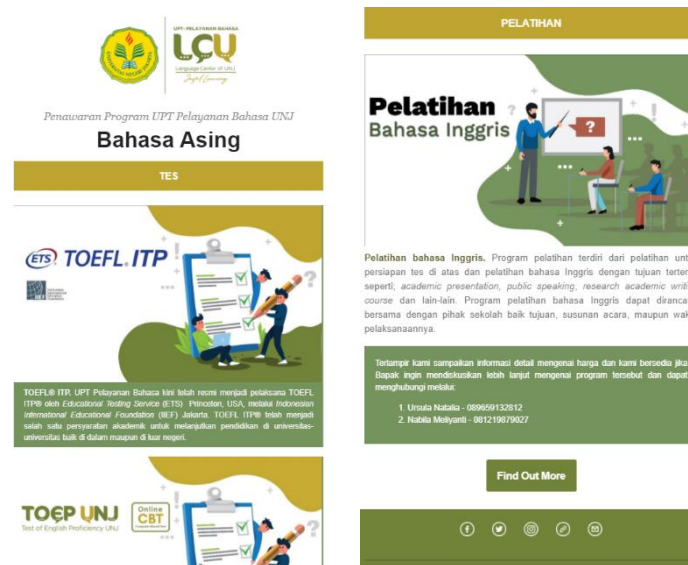 UPT-PELAYANAN BAHASA
LCU
Language Center of UNJ
Penawaran Program UPT Pelayanan Bahasa UNJ
Bahasa Asing
TES
ETS TOEFL ITP
TOEFL® ITP. UPT Pelayanan Bahasa kini telah resmi menjadi pelaksana TOEFL
ITP® oleh Educational Testing Service (ETS) Princeton, USA, melalui Indonesian
International Educational Foundation (IIEF) Jakarta. TOEFL ITP® telah menjadi
salah satu persyaratan akademik untuk melanjutkan pendidikan di universitas-
universitas baik di dalam maupun di luar negeri.
TOEP UNJ
Test of English Proficiency UNJ
Online
CBT
PELATIHAN
Pelatihan
Bahasa Inggris
?
Pelatihan bahasa Inggris. Program pelatihan terdiri dari pelatihan unt
persiapan tes di atas dan pelatihan bahasa Inggris dengan tujuan terten
seperti; academic presentation, public speaking, research academic writi
course dan lain-lain. Program pelatihan bahasa Inggris dapat diranca
bersama dengan pihak sekolah baik tujuan, susunan acara, maupun wak
pelaksanaannya.
Terlampir kami sampaikan informasi detail mengenai harga dan kami bersedia jika
Bapak ingin mendiskusikan lebih lanjut mengenai program tersebut dan dapat
menghubungi melalui:
1. Ursula Natalia - 089659132812
2. Nabila Meliyanti - 081219879027
Find Out More